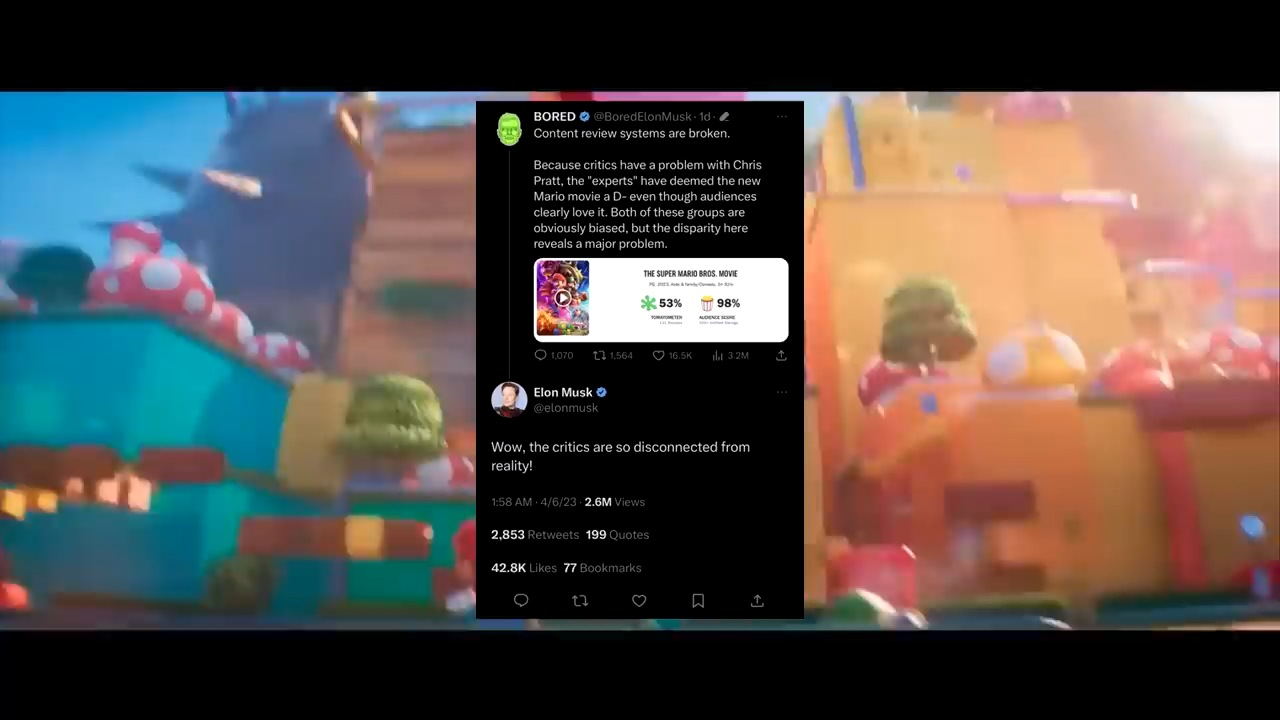 BORED @BoredElonMusk · 1d ·
Content review systems are broken.
Because critics have a problem with Chris
Pratt, the "experts" have deemed the new
Mario movie a D- even though audiences
clearly love it. Both of these groups are
obviously biased, but the disparity here
reveals a major problem.
THE SUPER MARIO BROS. MOVIE
53% 98%
TOMATOMETER AUDIENCE SCORE
1,070 1,564 16.5K 3.2M
Elon Musk
@elonmusk
Wow, the critics are so disconnected from
reality!
1:58 AM · 4/6/23 · 2.6M Views
2,853 Retweets 199 Quotes
42.8K Likes 77 Bookmarks